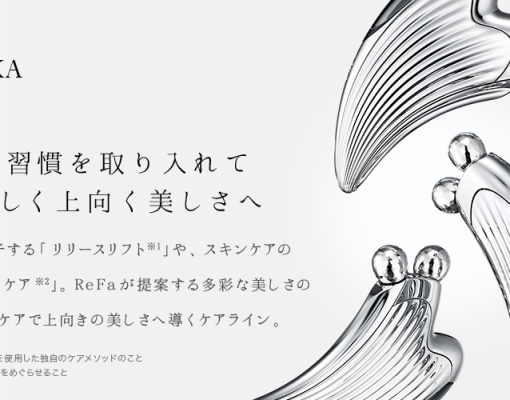 KA
習慣を取り入れて
しく上向く美しさへ
する「リリースリフト※1」や、スキンケアの
ケア※2」。ReFaが提案する多彩な美しさの
ケアで上向きの美しさへ導くケアライン。
使用した独自のケアメソッドのこと
をめぐらせること